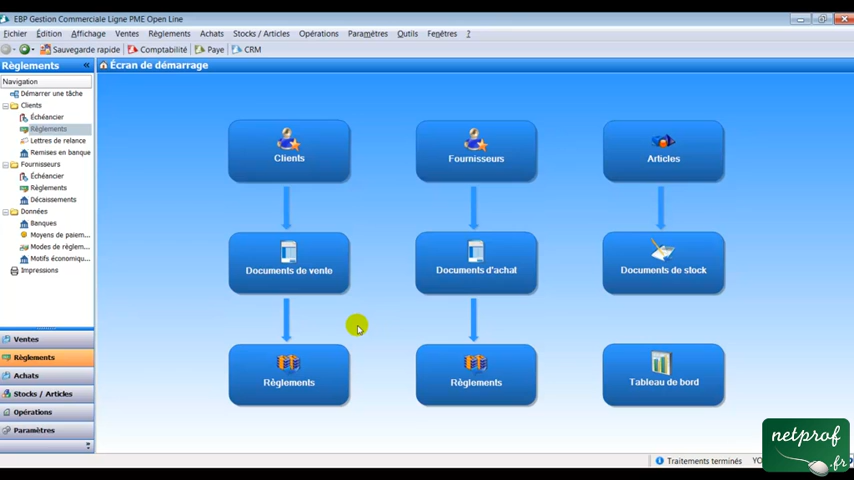 EBP Gestion Commerciale Ligne PME Open Line
Fichier Édition Affichage Ventes Règlements Achats Stocks / Articles Opérations Paramètres Outils Fenêtres ?
Sauvegarde rapide Comptabilité Paye CRM
Règlements «
Écran de démarrage
Navigation
Démarrer une tâche
Clients
Échéancier
Règlements
Lettres de relance
Remises en banque
Fournisseurs
Échéancier
Règlements
Décaissements
Données
Banques
Moyens de paiem...
Modes de règlem...
Motifs économiqu...
Impressions
Ventes
Règlements
Achats
Stocks / Articles
Opérations
Paramètres
Clients
Fournisseurs
Articles
Documents de vente
Documents d'achat
Documents de stock
Règlements
Règlements
Tableau de bord
Traitements terminés
netprof
.fr